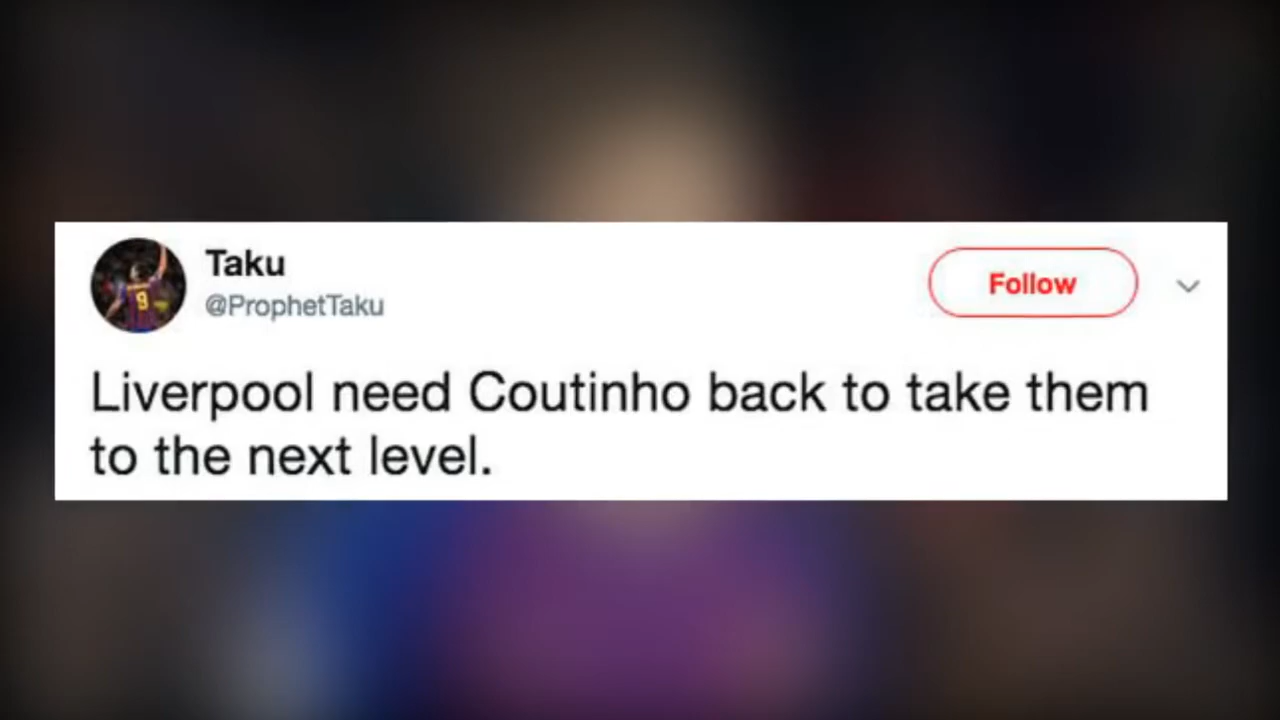 Taku
@ProphetTaku
Follow
Liverpool need Coutinho back to take them
to the next level.